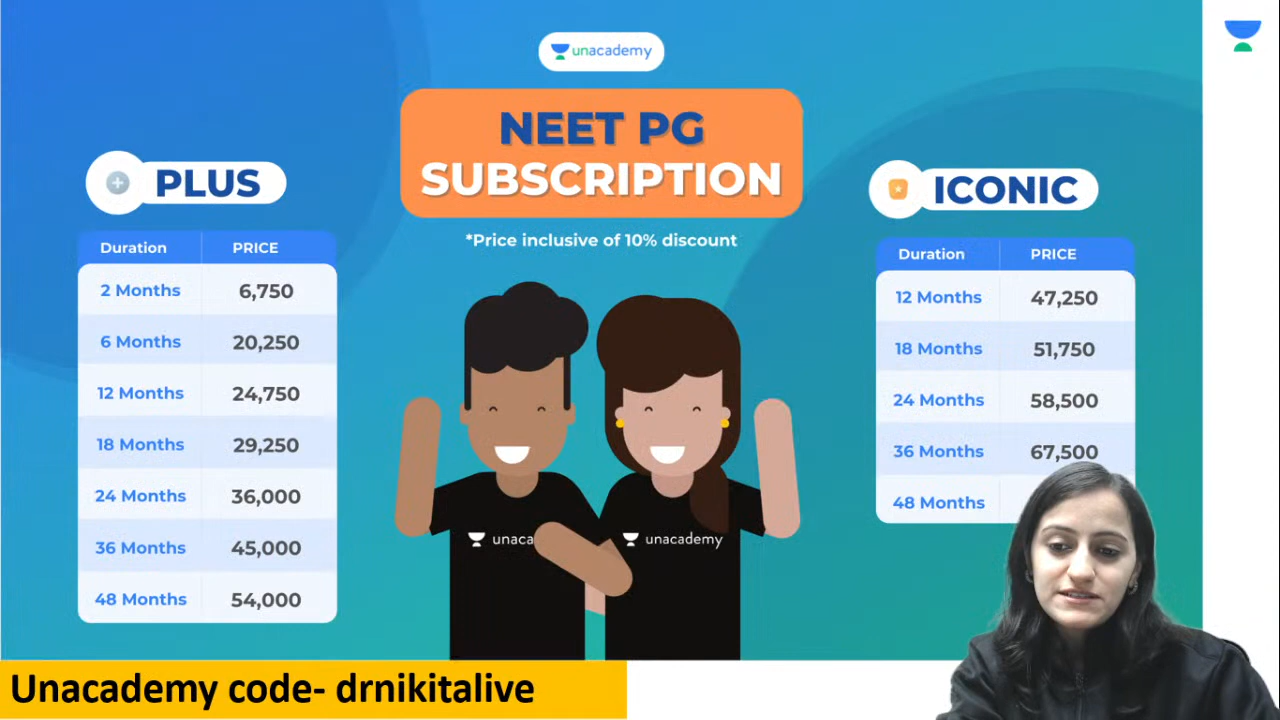 unacademy
NEET PG
SUBSCRIPTION
*Price inclusive of 10% discount
PLUS
Duration PRICE
2 Months 6,750
6 Months 20,250
12 Months 24,750
18 Months 29,250
24 Months 36,000
36 Months 45,000
48 Months 54,000
ICONIC
Duration PRICE
12 Months 47,250
18 Months 51,750
24 Months 58,500
36 Months 67,500
48 Months
unaca
unacademy
Unacademy code- drnikitalive